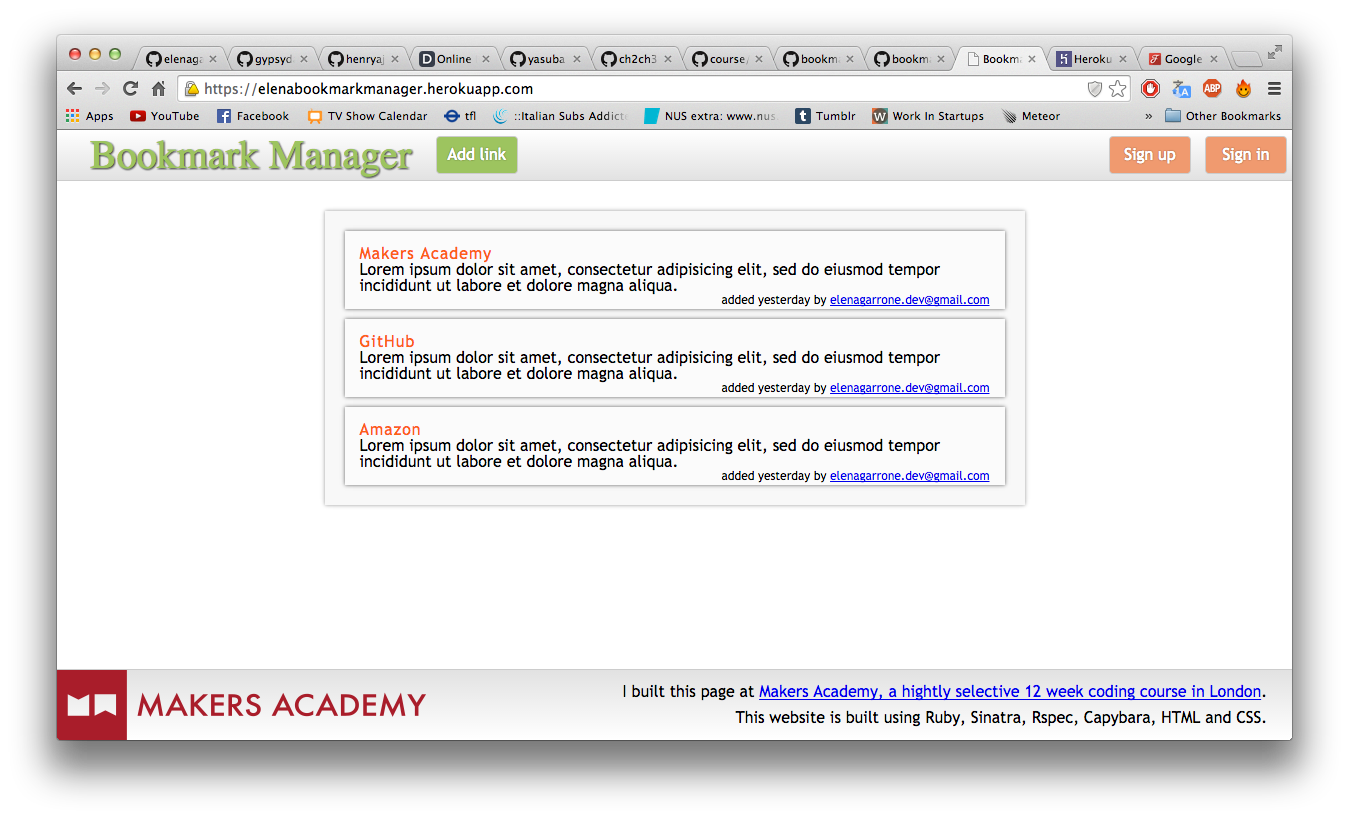 elenaga
gypsyd
henryaj
Online
yasuba
ch2ch3
course/
bookm
bookm
Bookm
Heroku
Google
https://elenabookmarkmanager.herokuapp.com
ABP
Apps YouTube Facebook TV Show Calendar tfl ::Italian Subs Addict NUS extra: www.nus. Tumblr Work In Startups Meteor » Other Bookmarks
Bookmark Manager Add link Sign up Sign in
Makers Academy
Lorem ipsum dolor sit amet, consectetur adipisicing elit, sed do eiusmod tempor
incididunt ut labore et dolore magna aliqua.
added yesterday by elenagarrone.dev@gmail.com
GitHub
Lorem ipsum dolor sit amet, consectetur adipisicing elit, sed do eiusmod tempor
incididunt ut labore et dolore magna aliqua.
added yesterday by elenagarrone.dev@gmail.com
Amazon
Lorem ipsum dolor sit amet, consectetur adipisicing elit, sed do eiusmod tempor
incididunt ut labore et dolore magna aliqua.
added yesterday by elenagarrone.dev@gmail.com
MAKERS ACADEMY
I built this page at Makers Academy, a hightly selective 12 week coding course in London.
This website is built using Ruby, Sinatra, Rspec, Capybara, HTML and CSS.